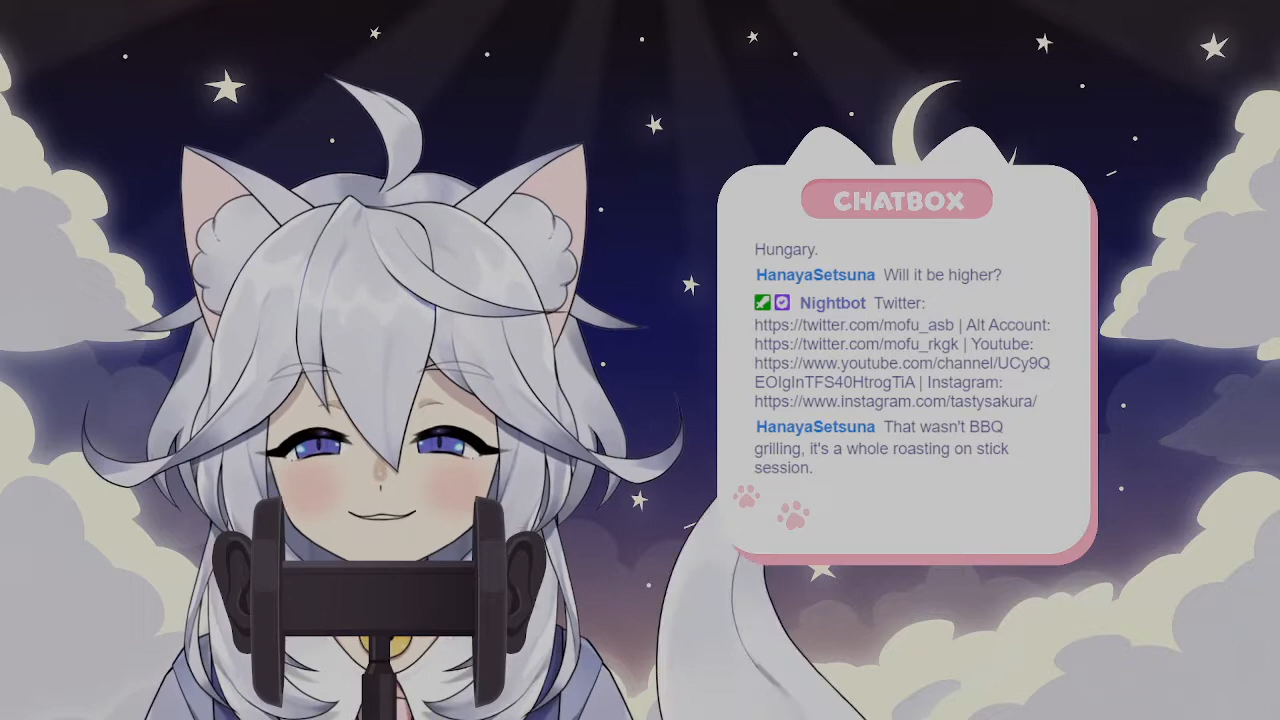 CHATBOX
Hungary.
HanayaSetsuna Will it be higher?
Nightbot Twitter:
https://twitter.com/mofu_asb | Alt Account:
https://twitter.com/mofu_rkgk | Youtube:
https://www.youtube.com/channel/UCy9Q
EOIgInTFS40HtrogTiA | Instagram:
https://www.instagram.com/tastysakura/
HanayaSetsuna That wasn't BBQ
grilling, it's a whole roasting on stick
session.